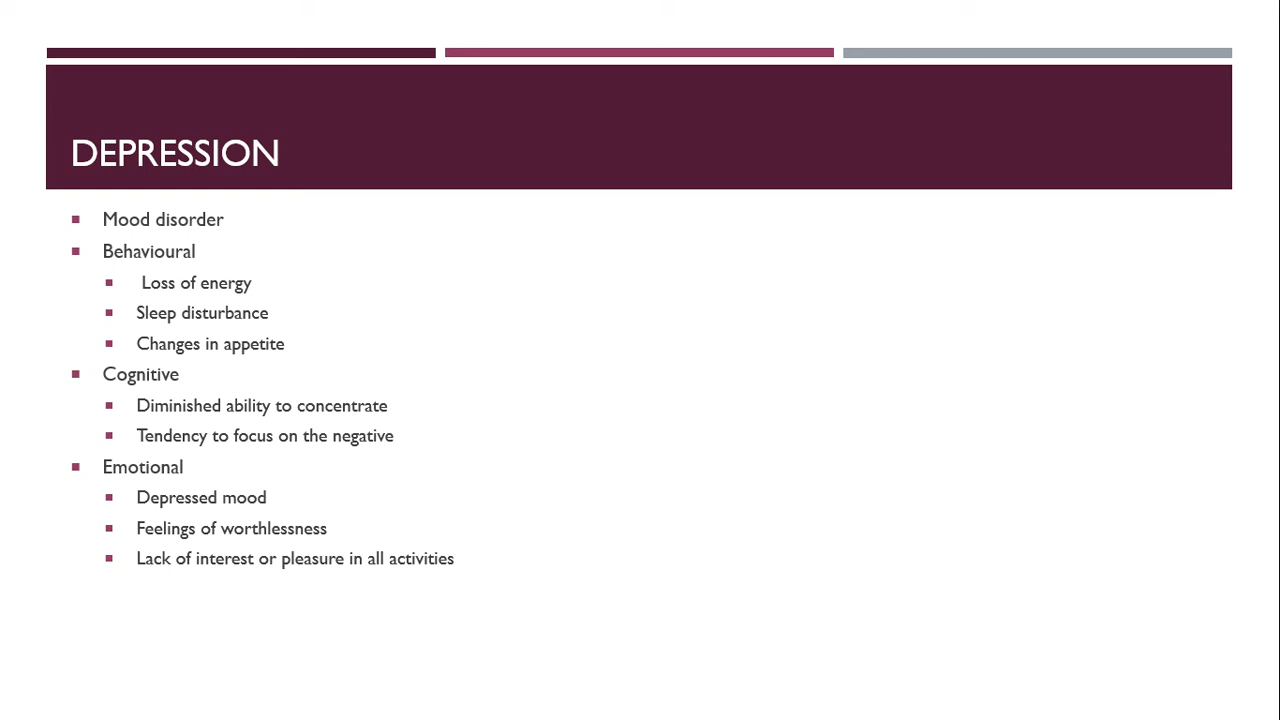 DEPRESSION
Mood disorder
Behavioural
Loss of energy
Sleep disturbance
Changes in appetite
Cognitive
Diminished ability to concentrate
Tendency to focus on the negative
Emotional
Depressed mood
Feelings of worthlessness
Lack of interest or pleasure in all activities